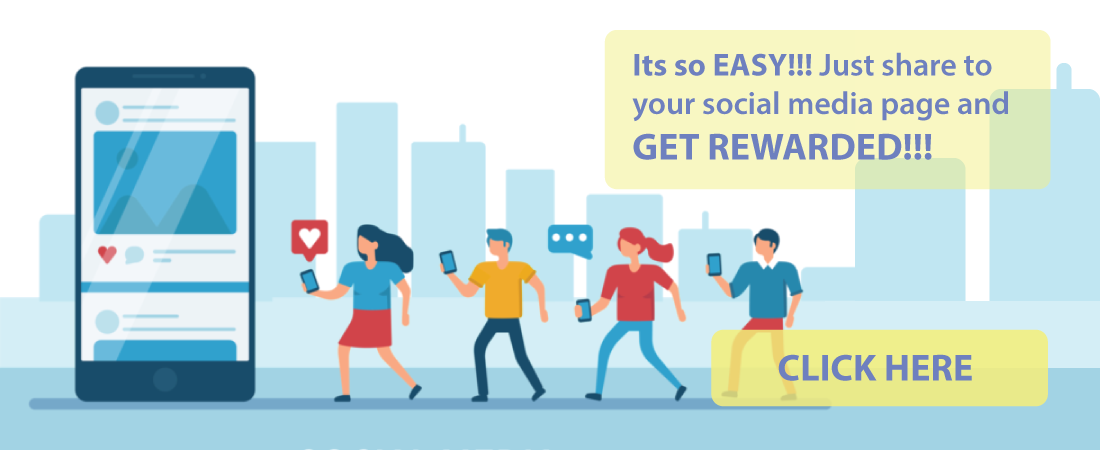 Its so EASY!!! Just share to
your social media page and
GET REWARDED!!!
CLICK HERE